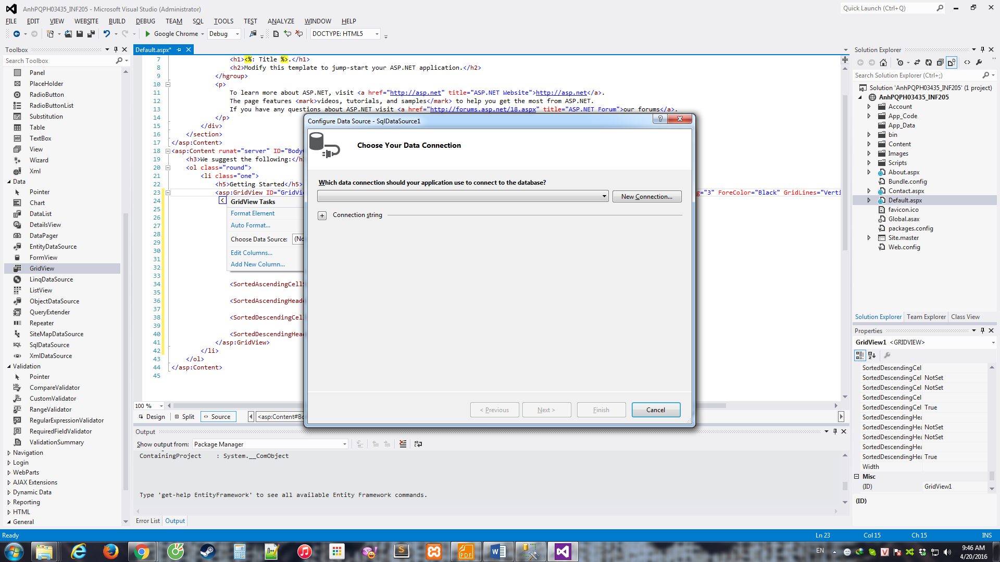 AnhPQPH03435_INF205 - Microsoft Visual Studio (Administrator)
Quick Launch (Ctrl+Q)
FILE EDIT VIEW WEBSITE BUILD DEBUG TEAM SQL TOOLS TEST ANALYZE WINDOW HELP
Google Chrome Debug DOCTYPE: HTML5
Toolbox
Search Toolbox
Panel
PlaceHolder
RadioButton
RadioButtonList
Substitution
Table
TextBox
View
Wizard
Xml
Data
Pointer
Chart
DataList
DetailsView
DataPager
EntityDataSource
FormView
GridView
LinqDataSource
ListView
ObjectDataSource
QueryExtender
Repeater
SiteMapDataSource
SQL SqlDataSource
XmlDataSource
Validation
Pointer
CompareValidator
CustomValidator
RangeValidator
RegularExpressionValidator
RequiredFieldValidator
ValidationSummary
Navigation
Login
WebParts
AJAX Extensions
Dynamic Data
Reporting
HTML
General
Default.aspx*
7 <h1><%: Title %>.</h1>
8 <h2>Modify this template to jump-start your ASP.NET application.</h2>
9 </hgroup>
10 <p>
11 To learn more about ASP.NET, visit <a href="http://asp.net" title="ASP.NET Website">http://asp.net</a>.
12 The page features <mark>videos, tutorials, and samples</mark> to help you get the most from ASP.NET.
13 If you have any questions about ASP.NET visit <a href="http://forums.asp.net/18.aspx" title="ASP.NET Forum">our forums</a>.
14 </p>
15 </div>
16 </section>
17 </asp:Content>
18 <asp:Content runat="server" ID="Body
19 <h3>We suggest the following:</h
20 <ol class="round">
21 <li class="one">
22 <h5>Getting Started</h5>
23 <asp:GridView ID="GridVie g="3" ForeColor="Black" GridLines="Verti
24
25
26
27
28
29
30
31
32
33
34 <SortedAscendingCell
35
36 <SortedAscendingHead
37
38 <SortedDescendingCel
39
40 <SortedDescendingHea
41 </asp:GridView>
42 </li>
43 </ol>
44 </asp:Content>
45
GridView Tasks
Format Element
Auto Format...
Choose Data Source: (No
Edit Columns...
Add New Column...
Configure Data Source - SqlDataSource1
Choose Your Data Connection
Which data connection should your application use to connect to the database?
New Connection...
+ Connection string
< Previous Next > Finish Cancel
100 %
Design Split Source <asp:Content#Bo
Output
Show output from: Package Manager
ContainingProject : System.__ComObject
Type 'get-help EntityFramework' to see all available Entity Framework commands.
Error List Output
Solution Explorer
Search Solution Explorer (Ctrl+;)
Solution 'AnhPQPH03435_INF205' (1 project)
AnhPQPH03435_INF205
Account
App_Code
App_Data
bin
Content
Images
Scripts
About.aspx
Bundle.config
Contact.aspx
Default.aspx
favicon.ico
Global.asax
packages.config
Site.master
Web.config
Solution Explorer Team Explorer Class View
Properties
GridView1 <GRIDVIEW>
SortedDescendingCel
SortedDescendingCel NotSet
SortedDescendingCel NotSet
SortedDescendingCel
SortedDescendingCel True
SortedDescendingHea
SortedDescendingHea NotSet
SortedDescendingHea NotSet
SortedDescendingHea
SortedDescendingHea True
Width
Misc
(ID) GridView1
(ID)
Ready Ln 23 Col 15 Ch 15 INS
EN
9:46 AM
4/20/2016